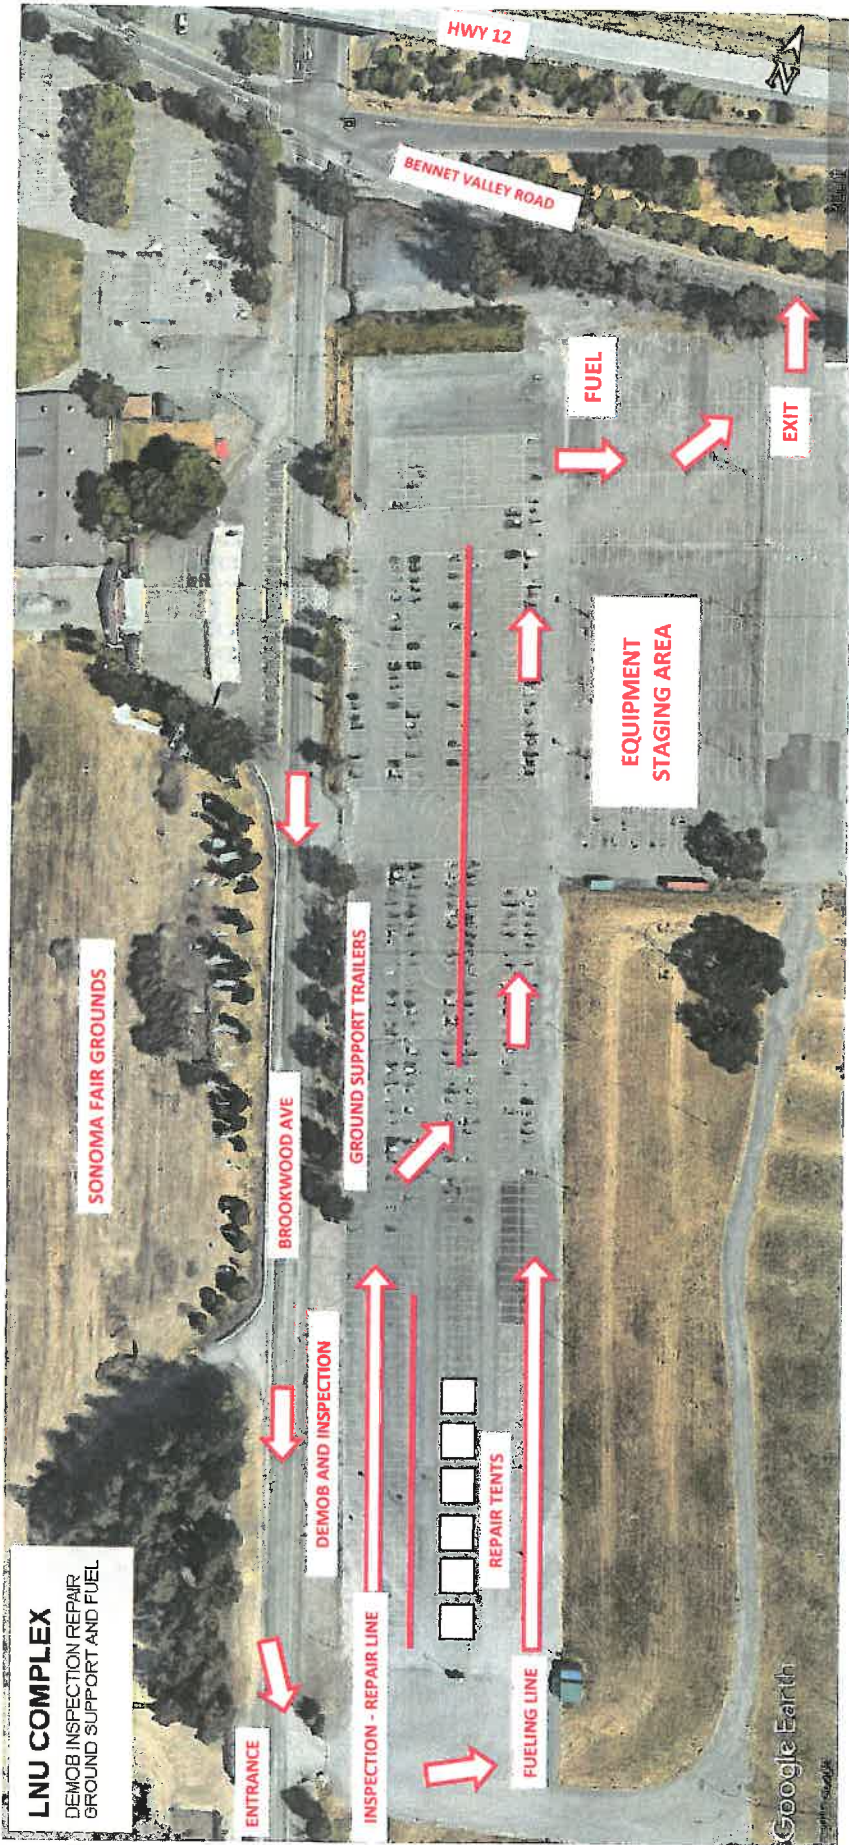 LNU COMPLEX
DEMOB INSPECTION REPAIR
GROUND SUPPORT AND FUEL
SONOMA FAIR GROUNDS
HWY 12
N
BENNET VALLEY ROAD
BROOKWOOD AVE
ENTRANCE
DEMOB AND INSPECTION
GROUND SUPPORT TRAILERS
INSPECTION - REPAIR LINE
REPAIR TENTS
FUELING LINE
FUEL
EQUIPMENT
STAGING AREA
EXIT
Google Earth